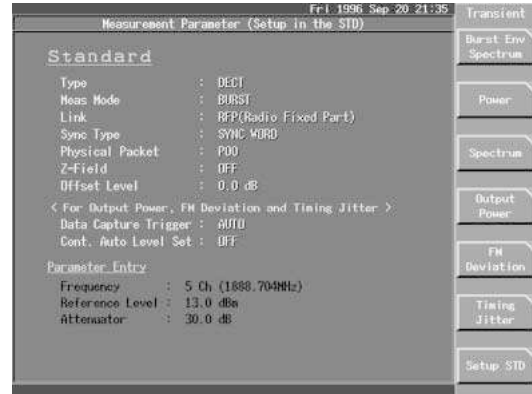 Fri 1996 Sep 20 21:35
Measurement Parameter (Setup in the STD)
Standard
Type : DECT
Meas Mode : BURST
Link : RFP(Radio Fixed Part)
Sync Type : SYNC WORD
Physical Packet : P00
Z-Field : OFF
Offset Level : 0.0 dB
< For Output Power, FM Deviation and Timing Jitter >
Data Capture Trigger : AUTO
Cont. Auto Level Set : OFF
Parameter Entry
Frequency : 5 Ch (1888.704MHz)
Reference Level : 13.0 dBm
Attenuator : 30.0 dB
Transient
Burst Env
Spectrum
Power
Spectrum
Output
Power
FM
Deviation
Timing
Jitter
Setup STD